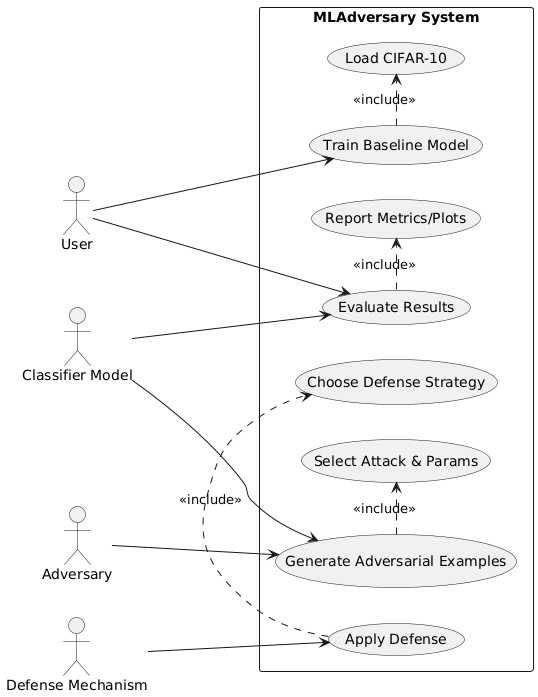 MLAdversary System
Load CIFAR-10
«include»
Train Baseline Model
Report Metrics/Plots
User
«include»
Evaluate Results
Classifier Model
Choose Defense Strategy
Select Attack & Params
«include»
«include»
Generate Adversarial Examples
Adversary
Apply Defense
Defense Mechanism